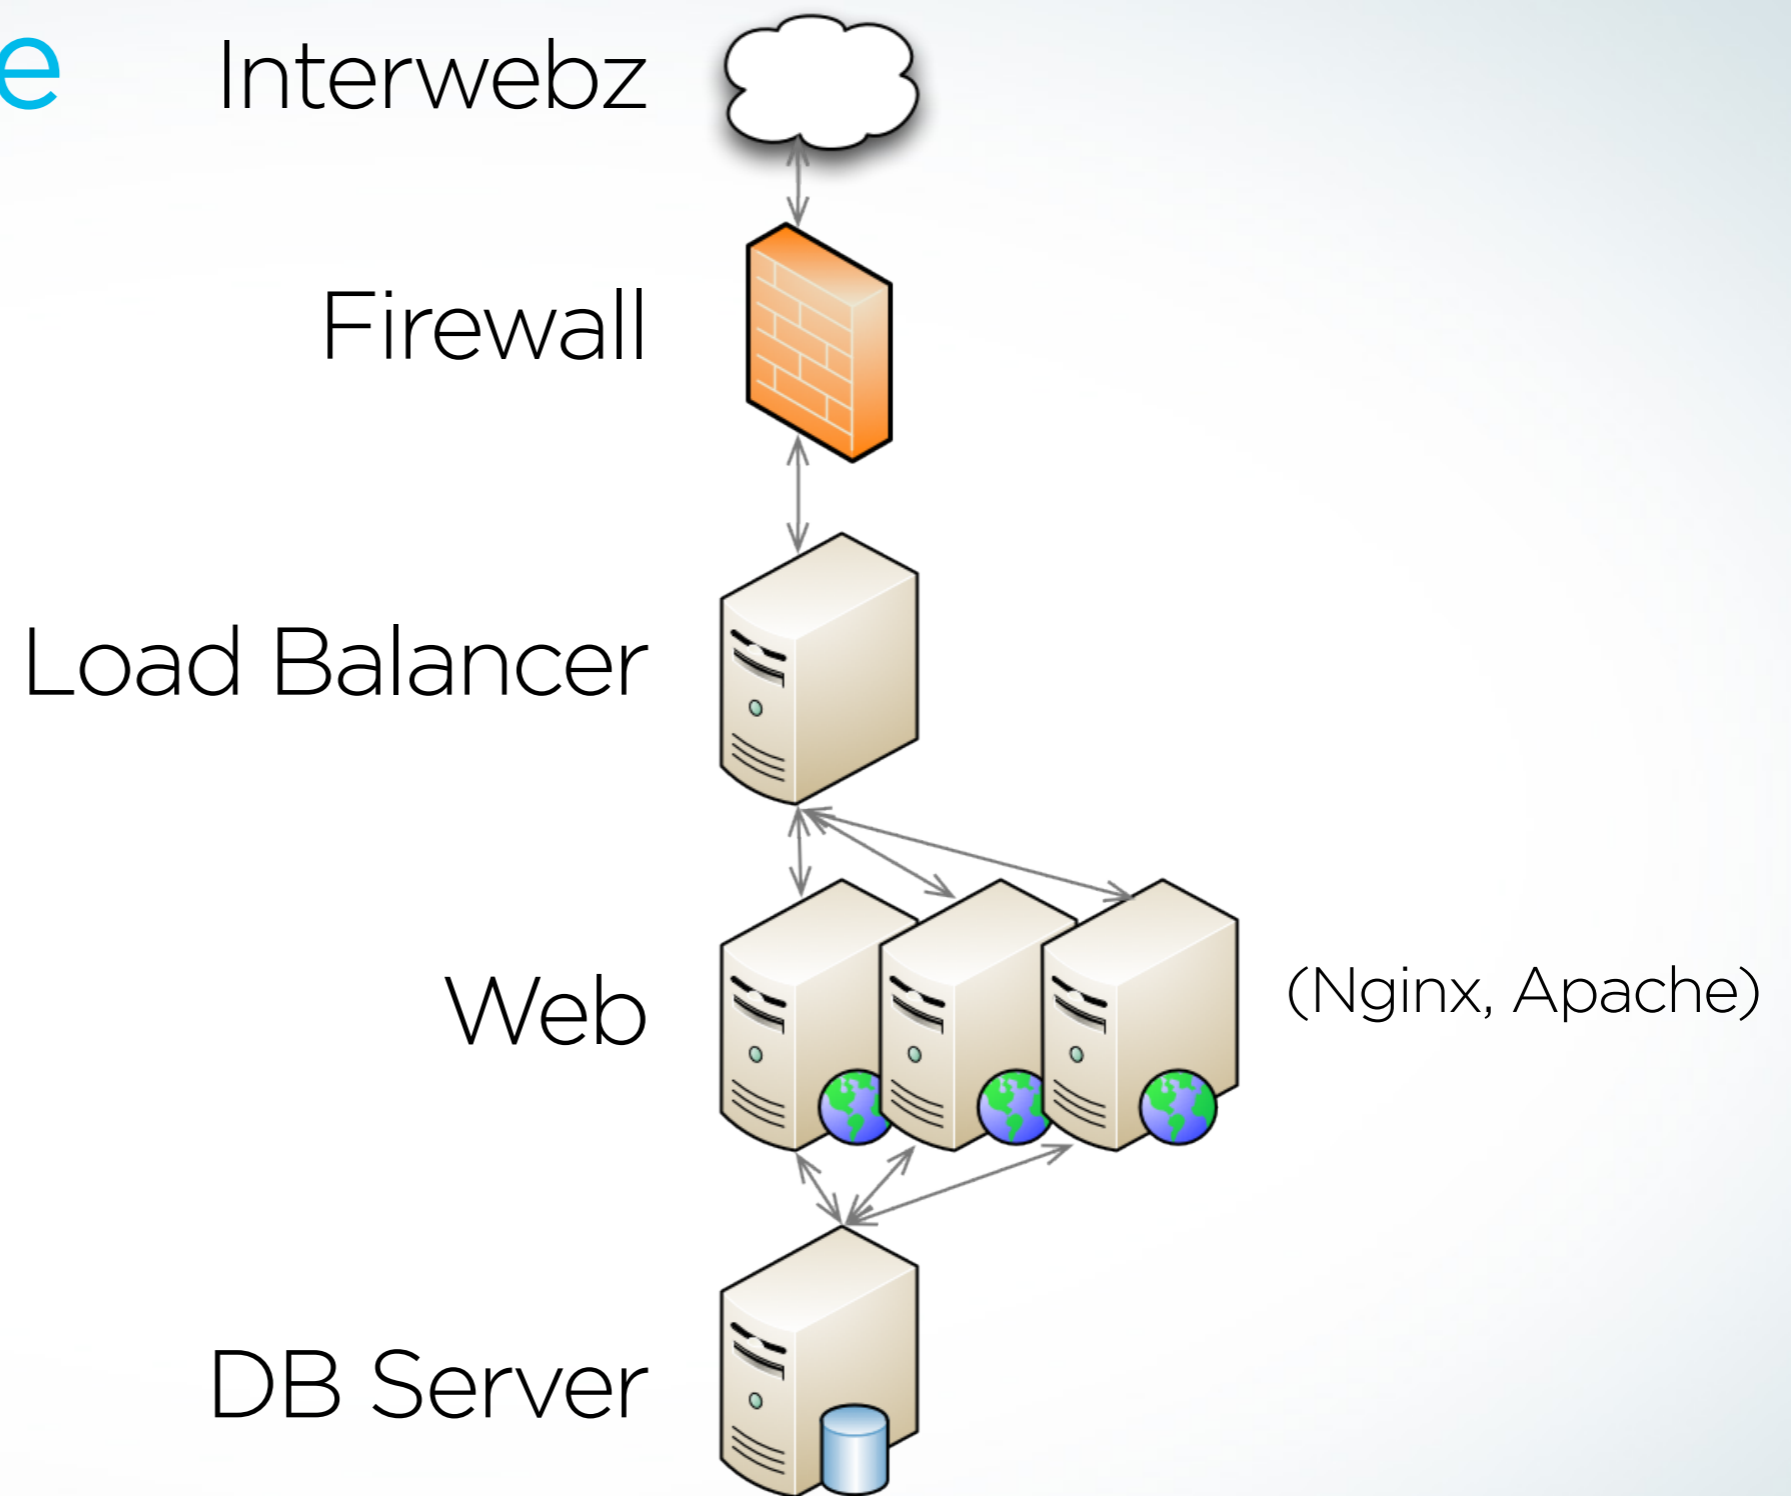 Interwebz
Firewall
Load Balancer
Web
(Nginx, Apache)
DB Server